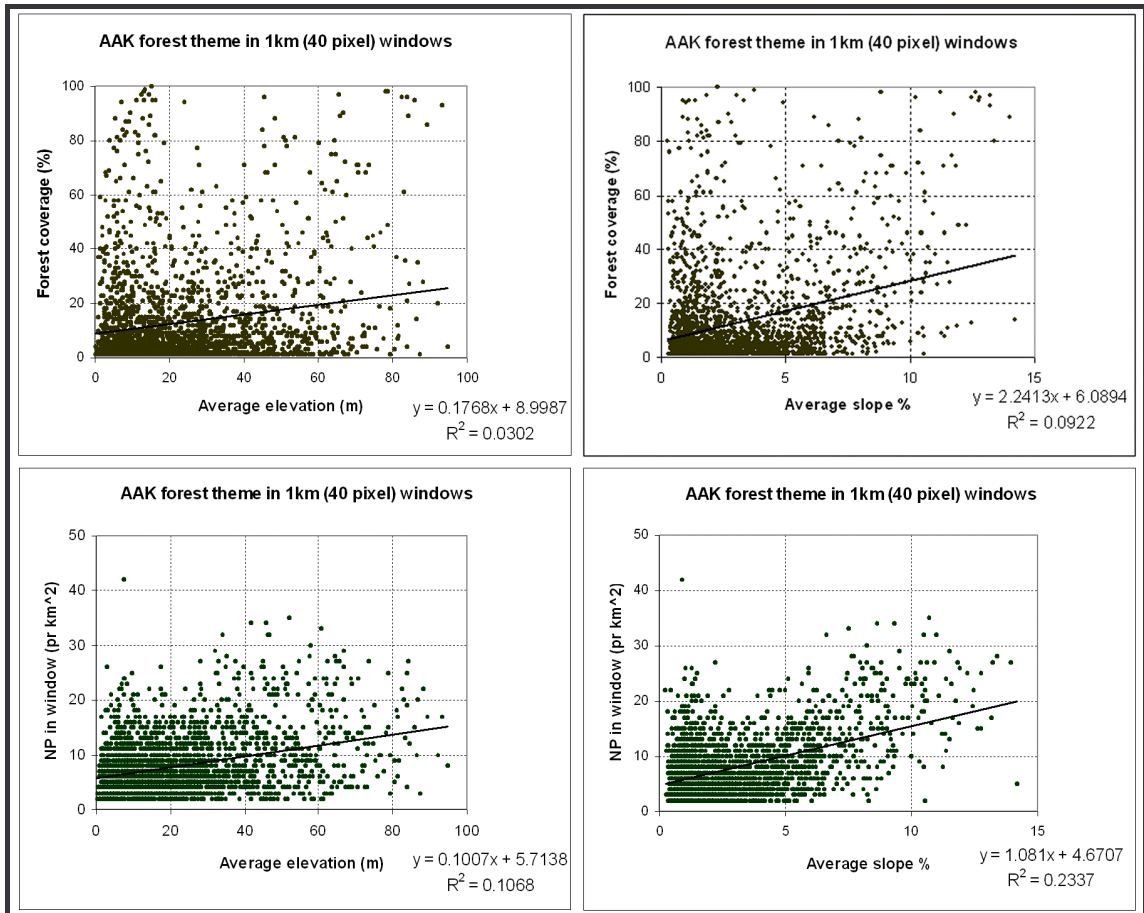 AAK forest theme in 1km (40 pixel) windows
Forest coverage (%)
100
80
60
40
20
0
0 20 40 60 80 100
Average elevation (m)
y = 0.1768x + 8.9987
R² = 0.0302
AAK forest theme in 1km (40 pixel) windows
Forest coverage (%)
100
80
60
40
20
0
0 5 10 15
Average slope %
y = 2.2413x + 6.0894
R² = 0.0922
AAK forest theme in 1km (40 pixel) windows
NP in window (pr km^2)
50
40
30
20
10
0
0 20 40 60 80 100
Average elevation (m)
y = 0.1007x + 5.7138
R² = 0.1068
AAK forest theme in 1km (40 pixel) windows
NP in window (pr km^2)
50
40
30
20
10
0
0 5 10 15
Average slope %
y = 1.081x + 4.6707
R² = 0.2337